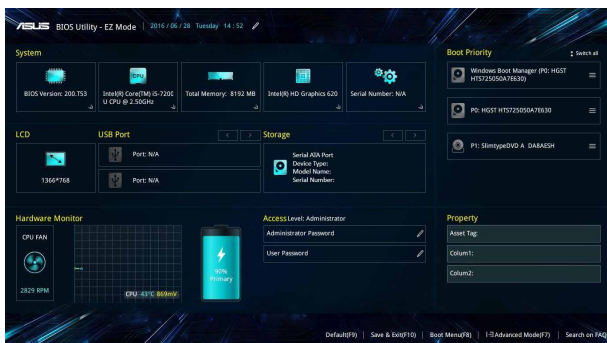 ASUS BIOS Utility - EZ Mode 2016/06/28 Tuesday 14:52
System
BIOS Version: 200.T53
Intel(R) Core(TM) i5-7200
U CPU @ 2.50GHz
CPU
Total Memory: 8192 MB
Intel(R) HD Graphics 620
Serial Number: N/A
Boot Priority
Switch all
Windows Boot Manager (P0: HGST
HTS725050A7E630)
P0: HGST HTS725050A7E630
P1: SlimtypeDVD A DA8AESH
LCD
1366*768
USB Port
Port: N/A
Port: N/A
Storage
Serial ATA Port
Device Type:
Model Name:
Serial Number:
Hardware Monitor
CPU FAN
2829 RPM
CPU 43°C 869mV
90%
Primary
Access Level: Administrator
Administrator Password
User Password
Property
Asset Tag:
Colum1:
Colum2:
Default(F9) Save & Exit(F10) Boot Menu(F8) Advanced Mode(F7) Search on FAQ